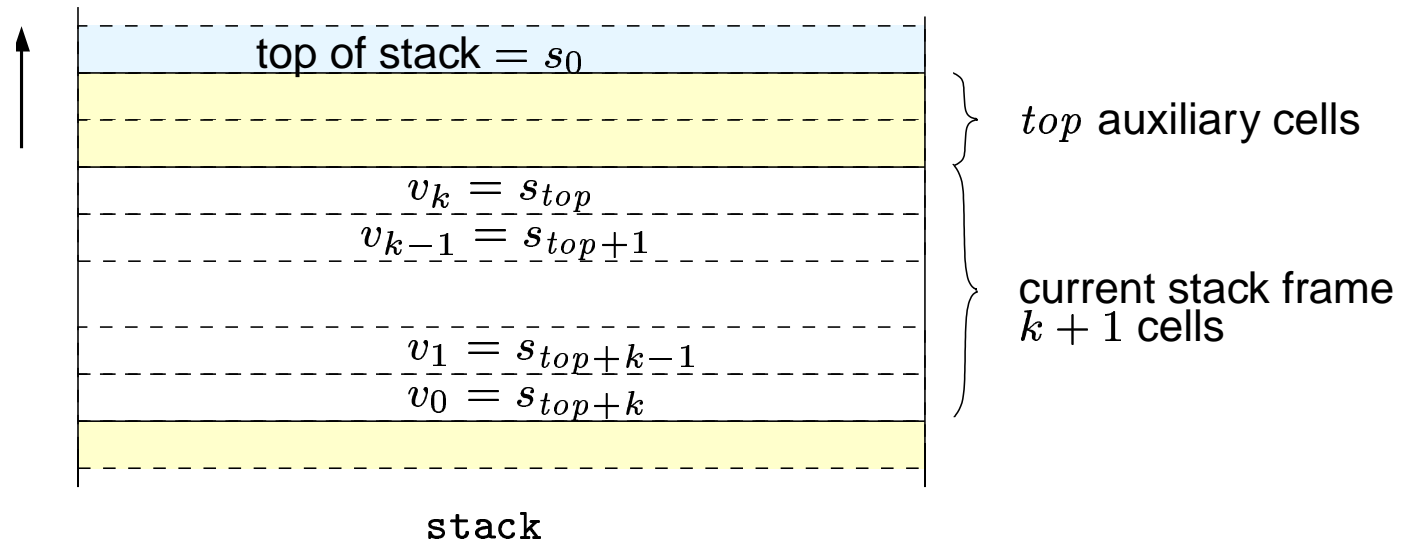 top of stack = s₀
top auxiliary cells
vₖ = sₜₒₚ
vₖ₋₁ = sₜₒₚ₊₁
current stack frame
k + 1 cells
v₁ = sₜₒₚ₊ₖ₋₁
v₀ = sₜₒₚ₊ₖ
stack